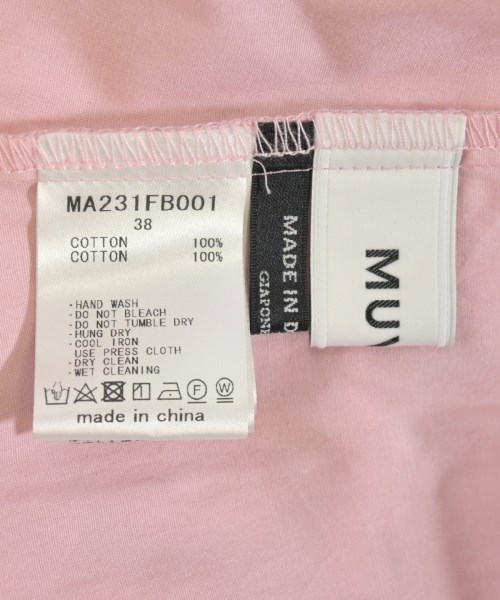 MA231FB001
38
COTTON 100%
COTTON 100%
-HAND WASH
-DO NOT BLEACH
-DO NOT TUMBLE DRY
-HUNG DRY
-COOL IRON
USE PRESS CLOTH
-DRY CLEAN
-WET CLEANING
F W
made in china
MADE IN D
GIAPONE
MUV